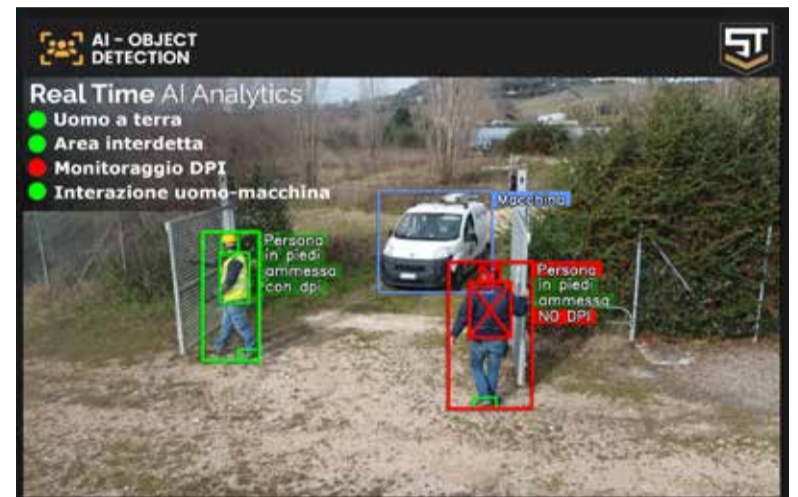 AI - OBJECT
DETECTION
ST
Real Time AI Analytics
Uomo a terra
Area interdetta
Monitoraggio DPI
Interazione uomo-macchina
Macchina
Persona
in piedi
ammessa
con dpi
Persona
in piedi
ammessa
NO DPI